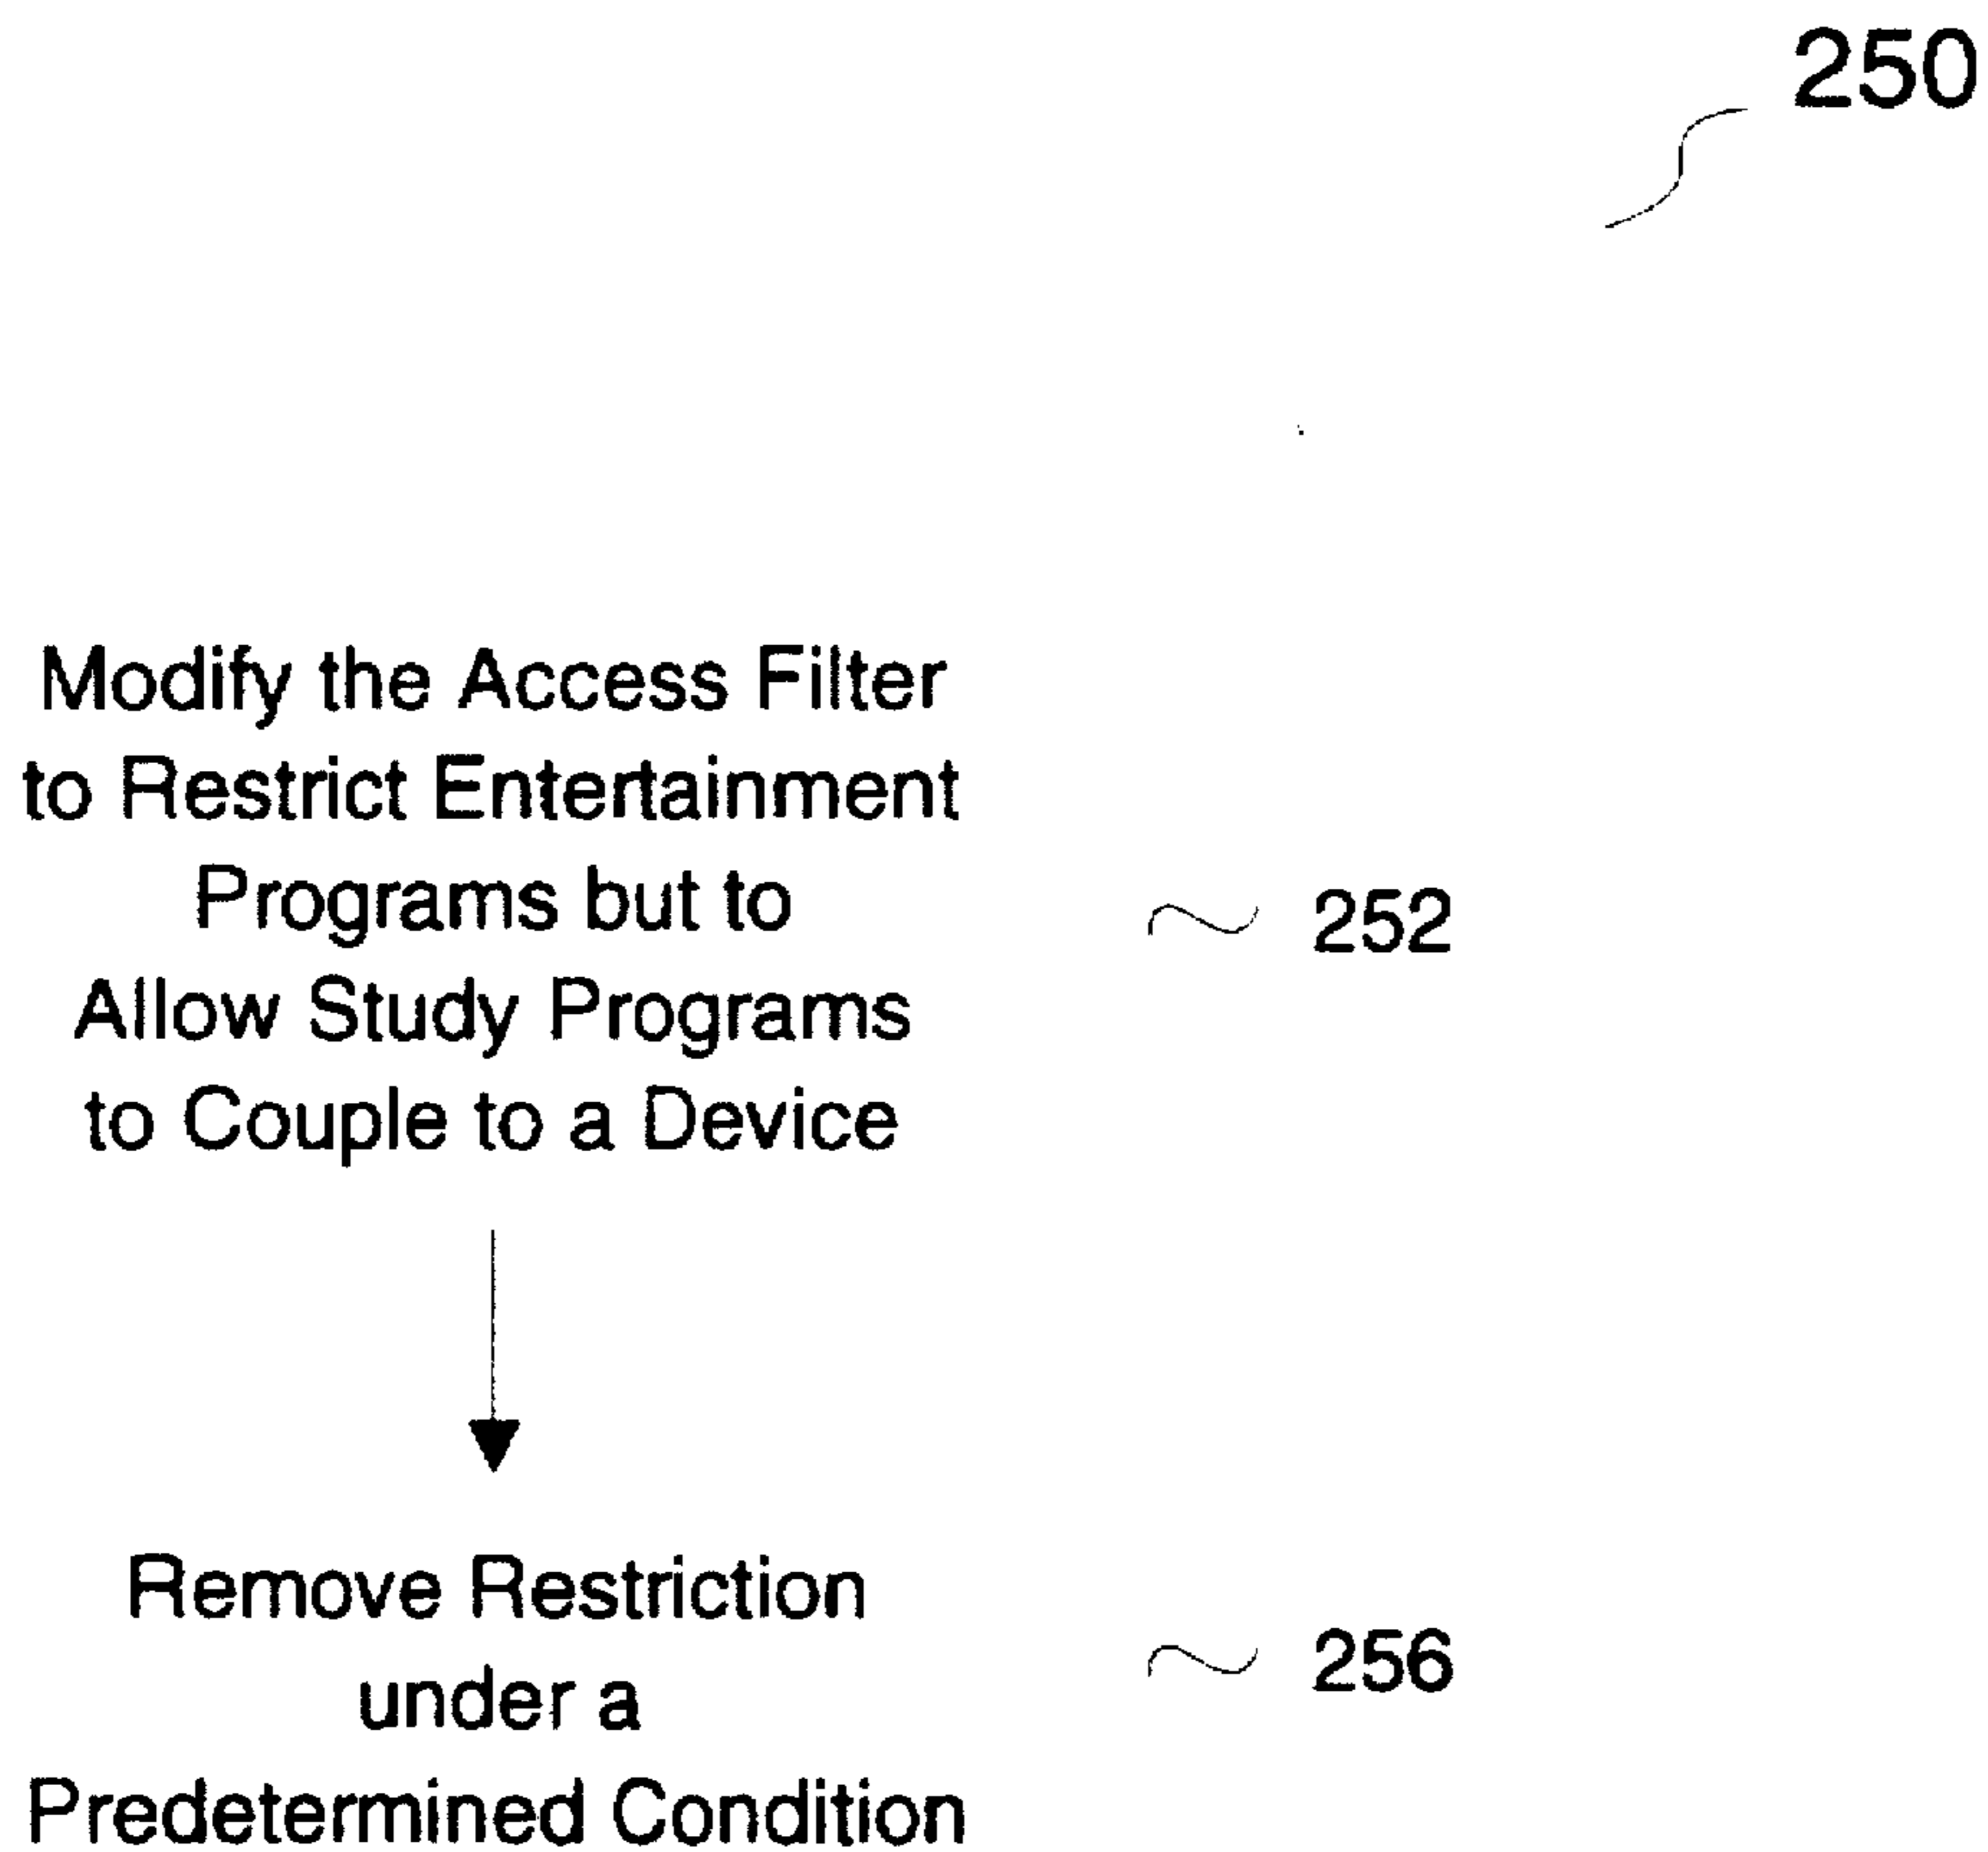 250
Modify the Access Filter
to Restrict Entertainment
Programs but to
Allow Study Programs
to Couple to a Device
252
Remove Restriction
under a
Predetermined Condition
256